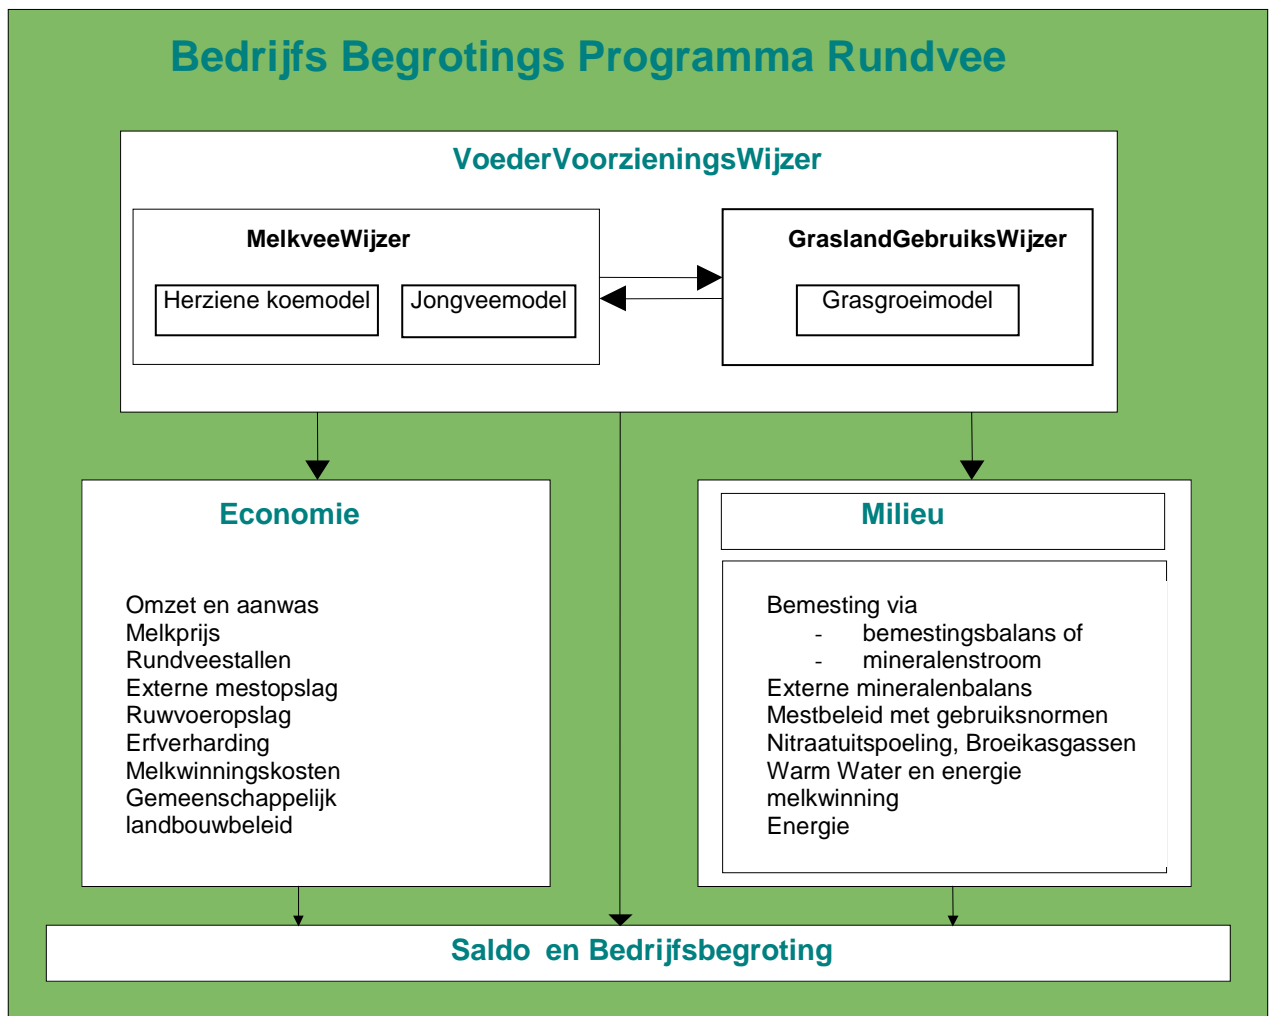 Bedrijfs Begrotings Programma Rundvee
VoederVoorzieningsWijzer
MelkveeWijzer
Herziene koemodel
Jongveemodel
GraslandGebruiksWijzer
Grasgroeimodel
Economie
Omzet en aanwas
Melkprijs
Rundveestallen
Externe mestopslag
Ruwvoeropslag
Erfverharding
Melkwinningskosten
Gemeenschappelijk
landbouwbeleid
Milieu
Bemesting via
- bemestingsbalans of
- mineralenstroom
Externe mineralenbalans
Mestbeleid met gebruiksnormen
Nitraatuitspoeling, Broeikasgassen
Warm Water en energie
melkwinning
Energie
Saldo en Bedrijfsbegroting